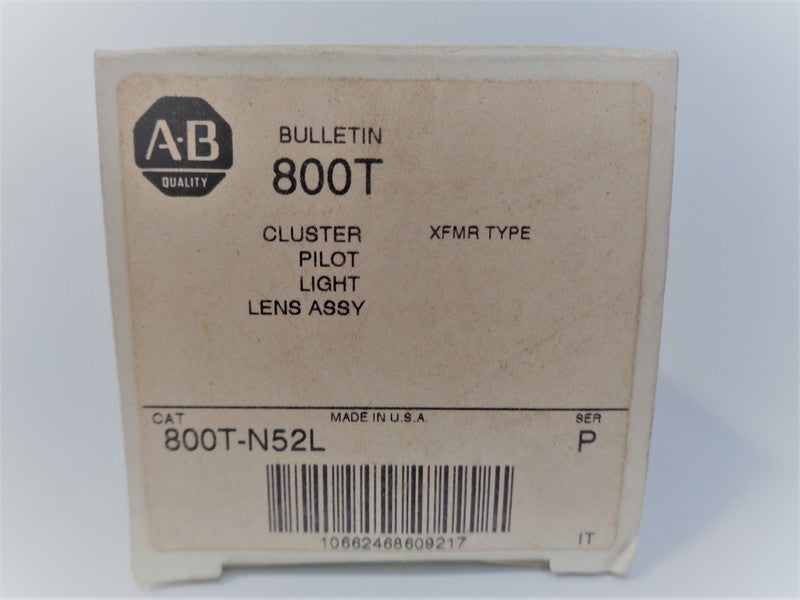 A·B
QUALITY
BULLETIN
800T
CLUSTER XFMR TYPE
PILOT
LIGHT
LENS ASSY
CAT MADE IN U.S.A. SER
800T-N52L P
10662468609217
IT